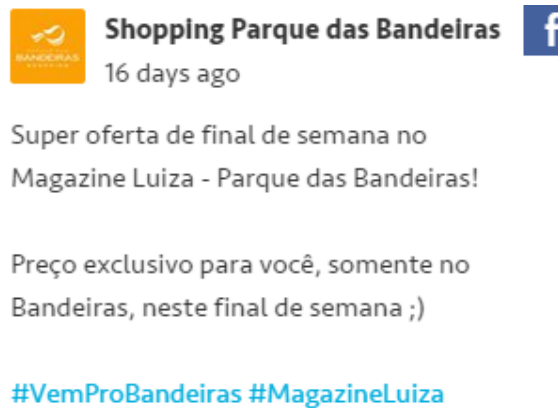 Shopping Parque das Bandeiras
16 days ago
BANDEIRAS
Super oferta de final de semana no
Magazine Luiza - Parque das Bandeiras!
Preço exclusivo para você, somente no
Bandeiras, neste final de semana ;)
#VemProBandeiras #MagazineLuiza